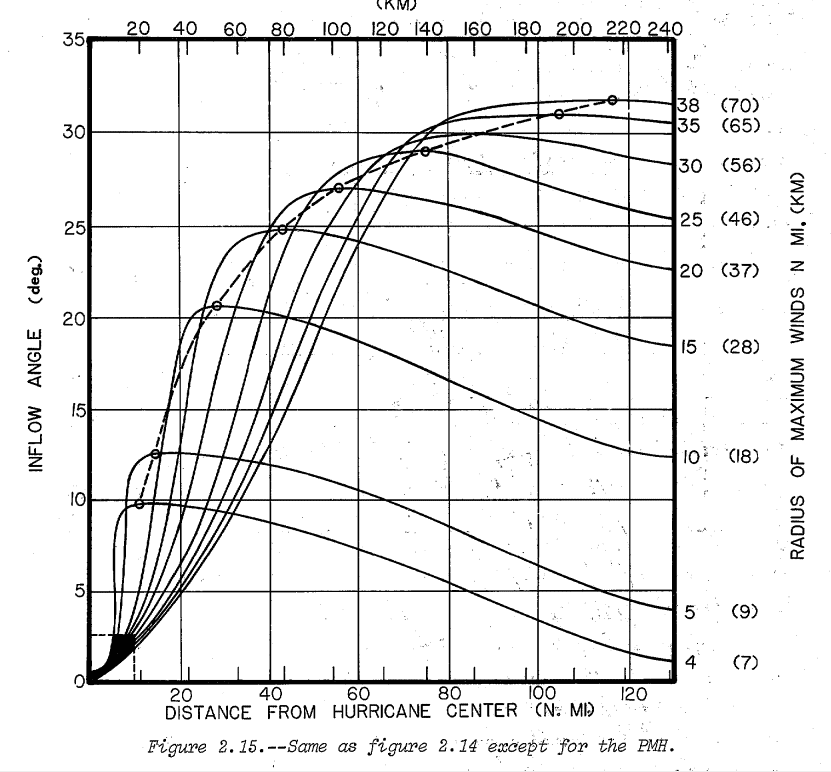 (KM)
20 40 60 80 100 120 140 160 180 200 220 240
35
30
25
20
15
10
5
0
38 (70)
35 (65)
30 (56)
25 (46)
20 (37)
15 (28)
10 (18)
5 (9)
4 (7)
INFLOW ANGLE (deg.)
RADIUS OF MAXIMUM WINDS N MI. (KM)
20 40 60 80 100 120
DISTANCE FROM HURRICANE CENTER (N. MI)
Figure 2.15.--Same as figure 2.14 except for the PMH.